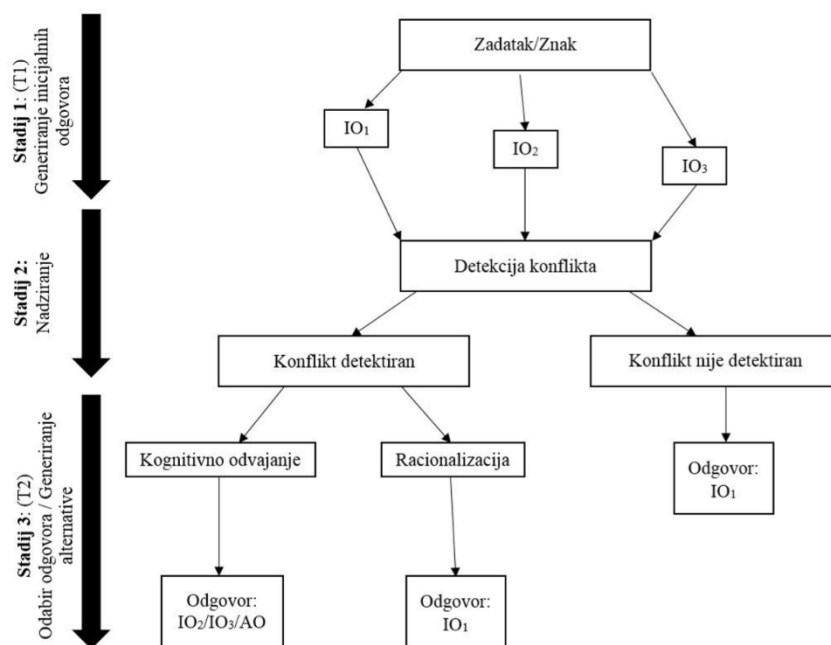 Stadij 1: (T1)
Generiranje inicijalnih
odgovora
Zadatak/Znak
IO₁
IO₂
IO₃
Stadij 2:
Nadziranje
Detekcija konflikta
Konflikt detektiran
Konflikt nije detektiran
Stadij 3: (T2)
Odabir odgovora / Generiranje
alternative
Kognitivno odvajanje
Racionalizacija
Odgovor:
IO₁
Odgovor:
IO₂/IO₃/AO
Odgovor:
IO₁